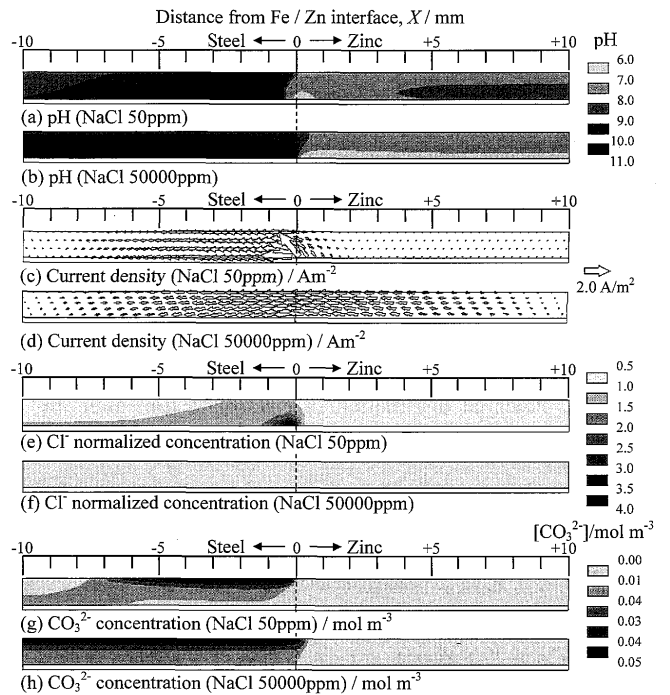 Distance from Fe / Zn interface, X / mm
-10 -5 0 +5 +10
Steel Zinc
pH
6.0
7.0
8.0
9.0
10.0
11.0
(a) pH (NaCl 50ppm)
(b) pH (NaCl 50000ppm)
-10 -5 0 +5 +10
Steel Zinc
(c) Current density (NaCl 50ppm) / Am⁻²
2.0 A/m²
(d) Current density (NaCl 50000ppm) / Am⁻²
-10 -5 0 +5 +10
Steel Zinc
0.5
1.0
1.5
2.0
2.5
3.0
3.5
4.0
(e) Cl⁻ normalized concentration (NaCl 50ppm)
(f) Cl⁻ normalized concentration (NaCl 50000ppm)
-10 -5 0 +5 +10
Steel Zinc
[CO₃²⁻]/mol m⁻³
0.00
0.01
0.04
0.03
0.04
0.05
(g) CO₃²⁻ concentration (NaCl 50ppm) / mol m⁻³
(h) CO₃²⁻ concentration (NaCl 50000ppm) / mol m⁻³